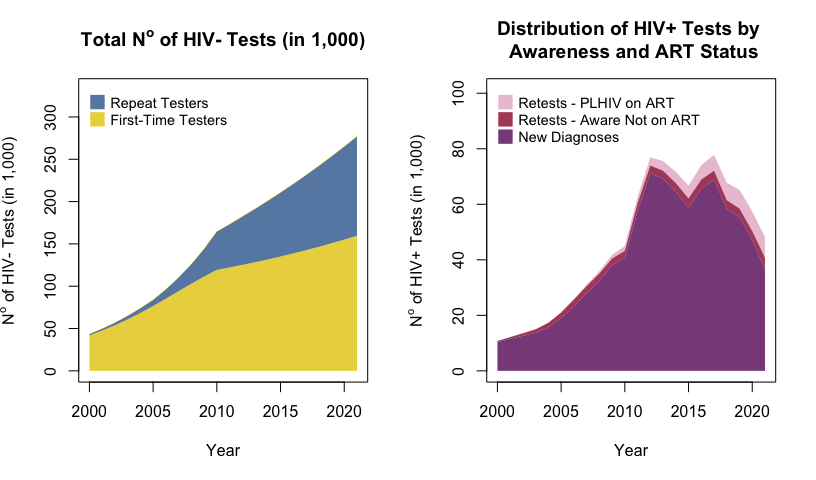 Total Nº of HIV- Tests (in 1,000)
Nº of HIV- Tests (in 1,000)
300
250
200
150
100
50
0
Repeat Testers
First-Time Testers
2000 2005 2010 2015 2020
Year
Distribution of HIV+ Tests by
Awareness and ART Status
Nº of HIV+ Tests (in 1,000)
100
80
60
40
20
0
Retests - PLHIV on ART
Retests - Aware Not on ART
New Diagnoses
2000 2005 2010 2015 2020
Year